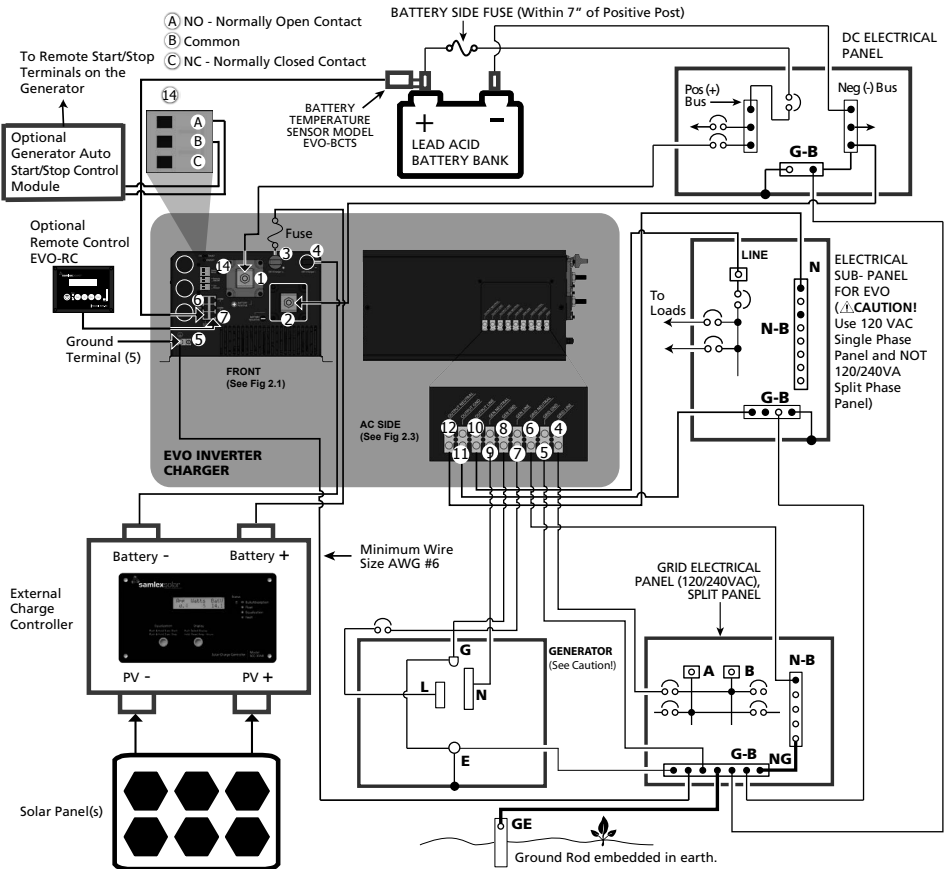 A NO - Normally Open Contact
B Common
C NC - Normally Closed Contact
BATTERY SIDE FUSE (Within 7" of Positive Post)
To Remote Start/Stop
Terminals on the
Generator
14
A
B
C
Optional
Generator Auto
Start/Stop Control
Module
BATTERY
TEMPERATURE
SENSOR MODEL
EVO-BCTS
+ -
LEAD ACID
BATTERY BANK
DC ELECTRICAL
PANEL
Pos (+)
Bus
Neg (-) Bus
G-B
Optional
Remote Control
EVO-RC
Fuse
3
4
14
1
6
7
2
5
Ground
Terminal (5)
FRONT
(See Fig 2.1)
AC SIDE
(See Fig 2.3)
12 10 8 6 4
11 9 7 5
EVO INVERTER
CHARGER
LINE
N
To
Loads
N-B
G-B
ELECTRICAL
SUB- PANEL
FOR EVO
(⚠CAUTION!
Use 120 VAC
Single Phase
Panel and NOT
120/240VA
Split Phase
Panel)
Battery -
Battery +
Minimum Wire
Size AWG #6
External
Charge
Controller
samlexsolar
PV -
PV +
Solar Panel(s)
GENERATOR
(See Caution!)
G
L
N
E
GRID ELECTRICAL
PANEL (120/240VAC),
SPLIT PANEL
A
B
N-B
G-B
NG
GE
Ground Rod embedded in earth.